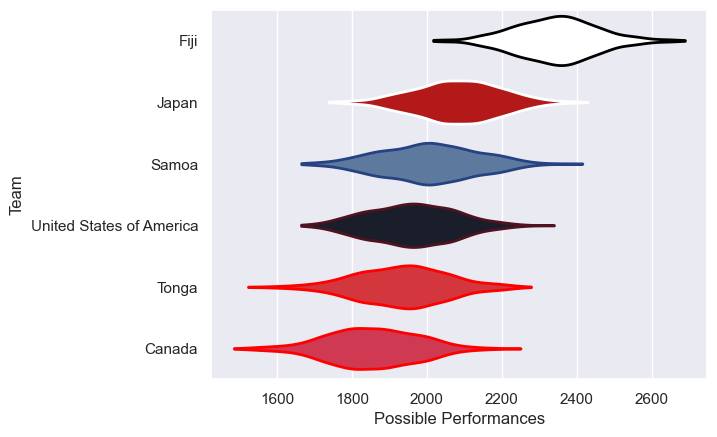 Fiji
Japan
Samoa
United States of America
Tonga
Canada
Team
1600 1800 2000 2200 2400 2600
Possible Performances